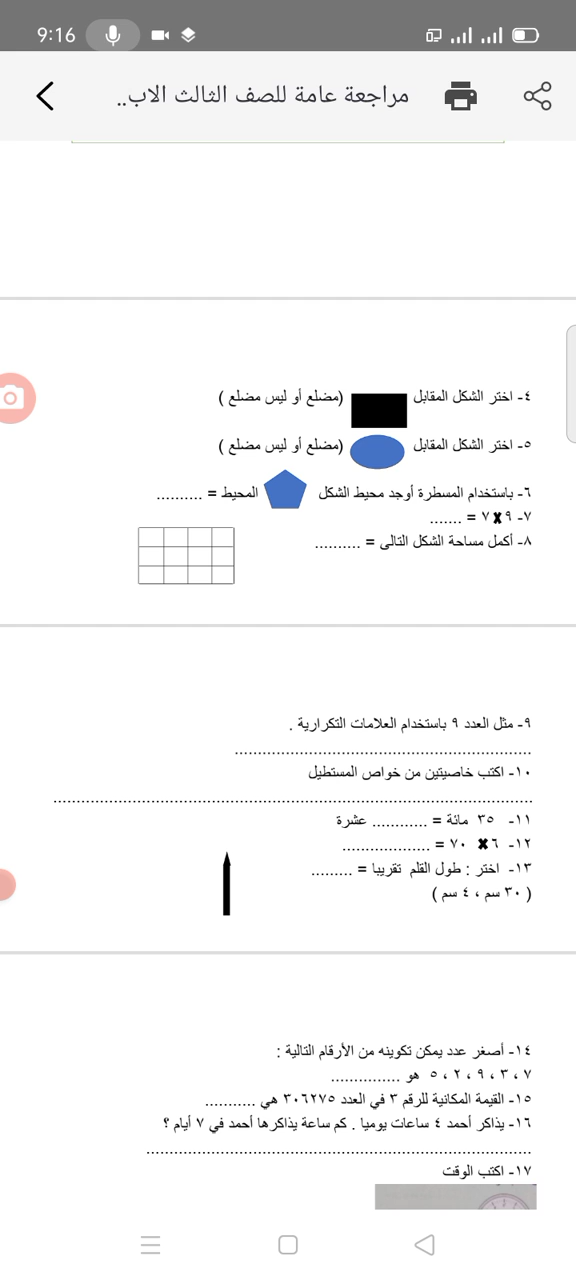 9:16
مراجعة عامة للصف الثالث الاب..
٤- اختر الشكل المقابل (مضلع أو ليس مضلع )
٥- اختر الشكل المقابل (مضلع أو ليس مضلع )
٦- باستخدام المسطرة أوجد محيط الشكل المحيط = ..........
٧- ٩ ✖ ٧ = .......
٨- أكمل مساحة الشكل التالى = ..........
٩- مثل العدد ٩ باستخدام العلامات التكرارية .
................................................................
١٠- اكتب خاصيتين من خواص المستطيل
........................................................................................................
١١- ٣٥ مائة = ............ عشرة
١٢- ٦ ✖ ٧٠ = ...................
١٣- اختر : طول القلم تقريبا = .........
( ٣٠ سم ، ٤ سم )
١٤- أصغر عدد يمكن تكوينه من الأرقام التالية :
٧ ، ٣ ، ٩ ، ٢ ، ٥ هو ...............
١٥- القيمة المكانية للرقم ٣ في العدد ٣٠٦٢٧٥ هي ...........
١٦- يذاكر أحمد ٤ ساعات يوميا . كم ساعة يذاكرها أحمد في ٧ أيام ؟
....................................................................................
١٧- اكتب الوقت